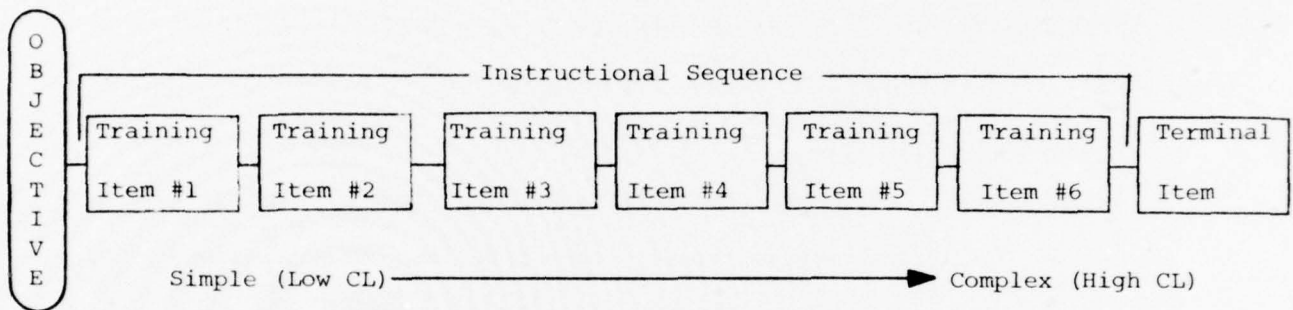 OBJECTIVE
Instructional Sequence
Training Item #1
Training Item #2
Training Item #3
Training Item #4
Training Item #5
Training Item #6
Terminal Item
Simple (Low CL)
Complex (High CL)